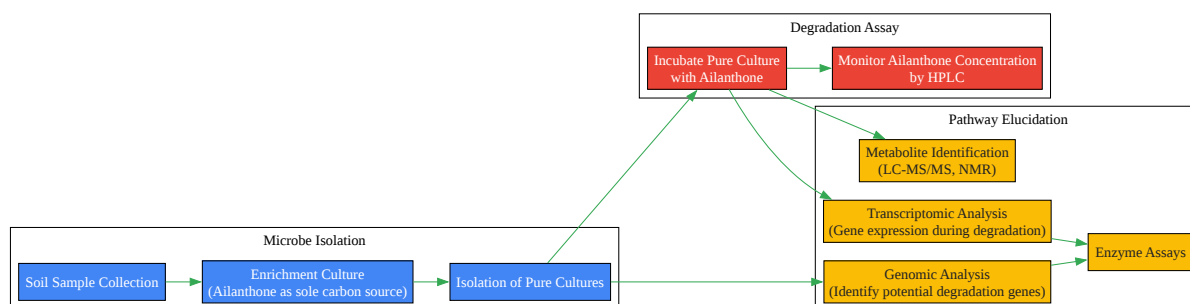 Degradation Assay
Incubate Pure Culture
with Ailanthone
Monitor Ailanthone Concentration
by HPLC
Pathway Elucidation
Metabolite Identification
(LC-MS/MS, NMR)
Transcriptomic Analysis
(Gene expression during degradation)
Enzyme Assays
Microbe Isolation
Soil Sample Collection
Enrichment Culture
(Ailanthone as sole carbon source)
Isolation of Pure Cultures
Genomic Analysis
(Identify potential degradation genes)